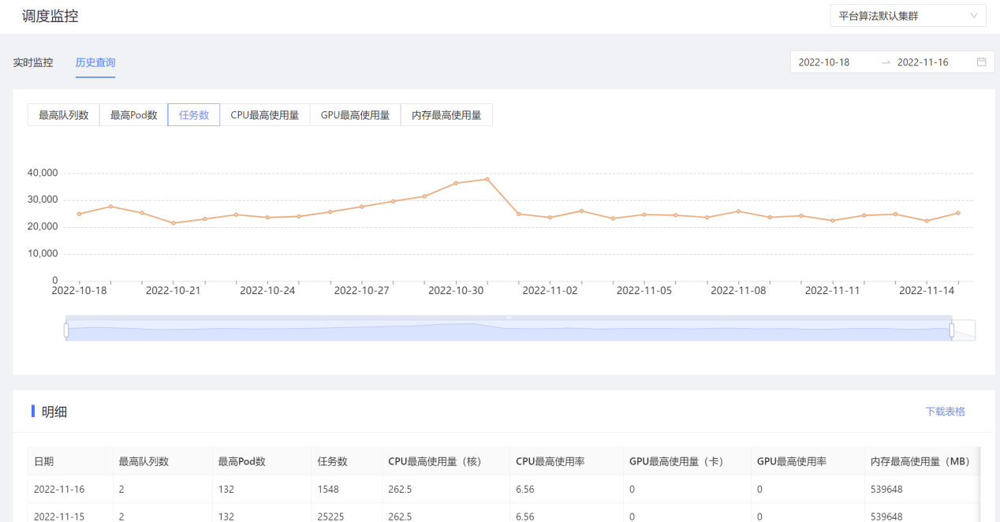 调度监控
平台算法默认集群
实时监控 历史查询
2022-10-18 → 2022-11-16
最高队列数 最高Pod数 任务数 CPU最高使用量 GPU最高使用量 内存最高使用量
40,000
30,000
20,000
10,000
0
2022-10-18 2022-10-21 2022-10-24 2022-10-27 2022-10-30 2022-11-02 2022-11-05 2022-11-08 2022-11-11 2022-11-14
明细 下载表格
日期 最高队列数 最高Pod数 任务数 CPU最高使用量（核） CPU最高使用率 GPU最高使用量（卡） GPU最高使用率 内存最高使用量（MB）
2022-11-16 2 132 1548 262.5 6.56 0 0 539648
2022-11-15 2 132 25225 262.5 6.56 0 0 539648